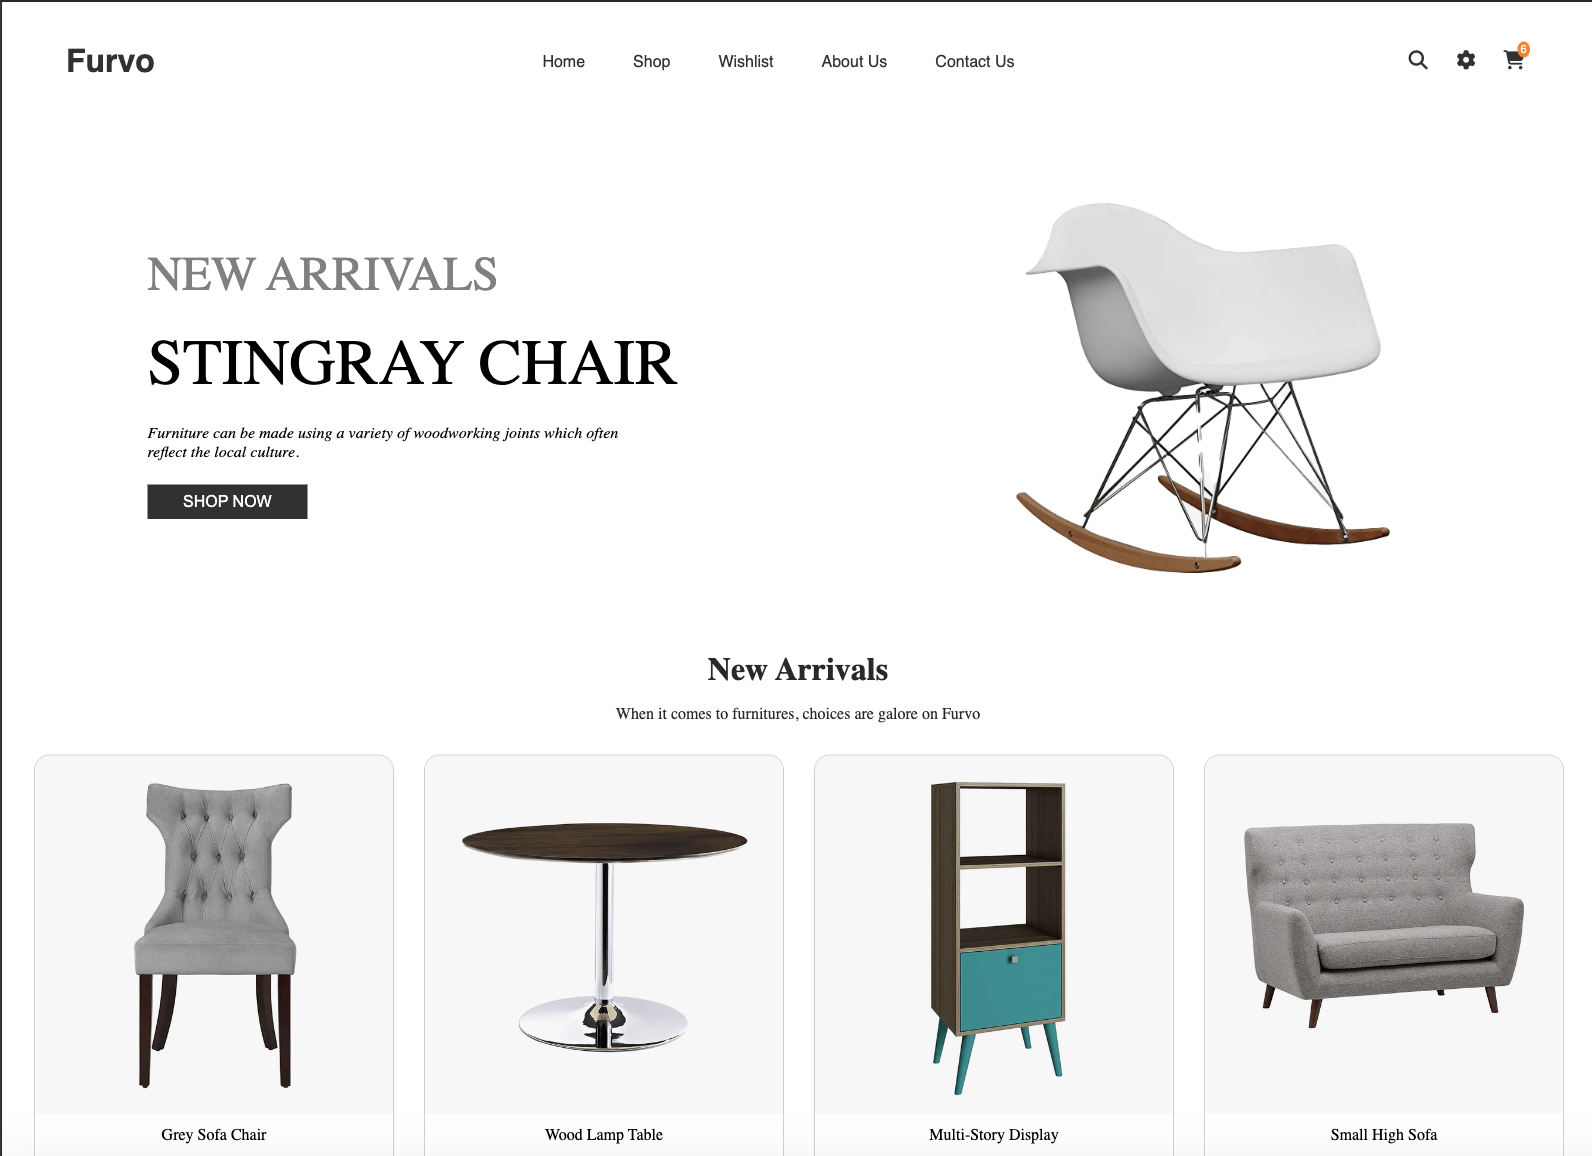 Furvo
Home Shop Wishlist About Us Contact Us
6
NEW ARRIVALS
STINGRAY CHAIR
Furniture can be made using a variety of woodworking joints which often
reflect the local culture.
SHOP NOW
New Arrivals
When it comes to furnitures, choices are galore on Furvo
Grey Sofa Chair
Wood Lamp Table
Multi-Story Display
Small High Sofa